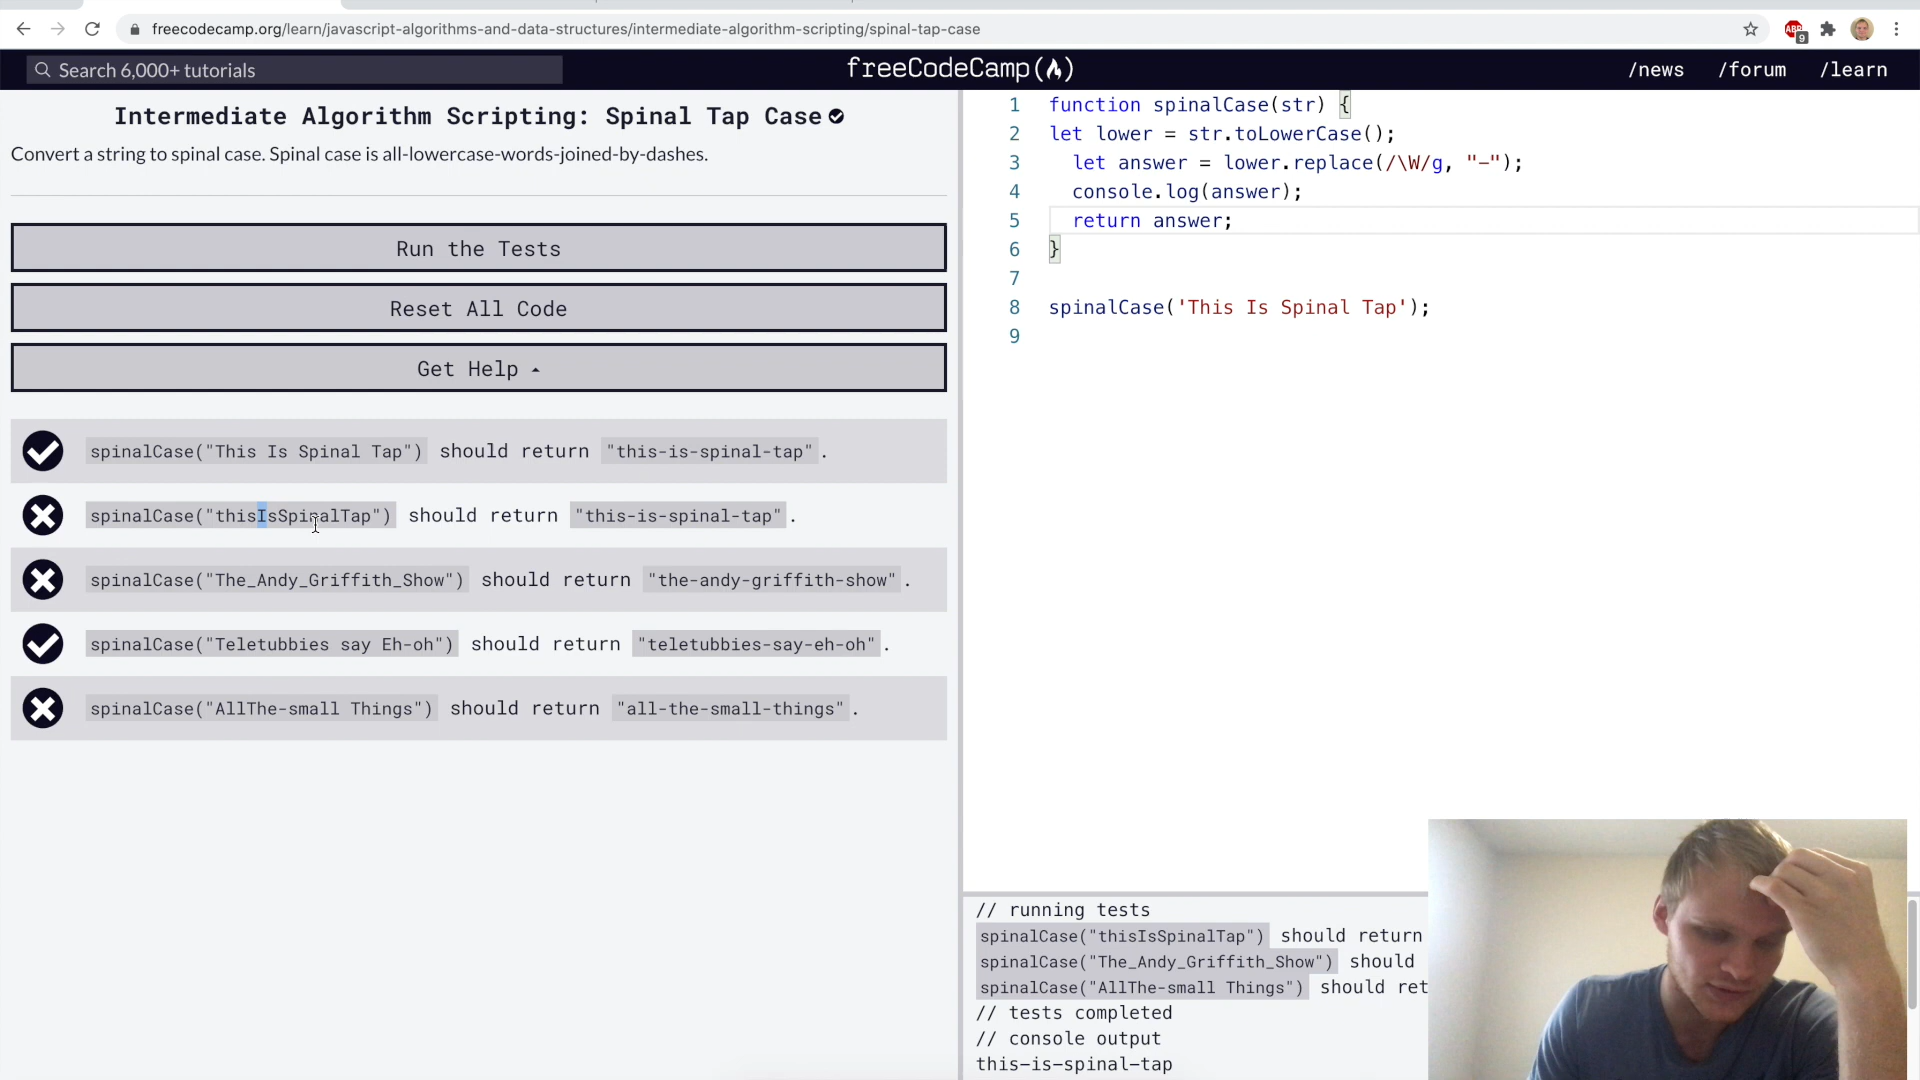 freecodecamp.org/learn/javascript-algorithms-and-data-structures/intermediate-algorithm-scripting/spinal-tap-case
ABP
9
Search 6,000+ tutorials
freeCodeCamp(🔥)
/news /forum /learn
Intermediate Algorithm Scripting: Spinal Tap Case
Convert a string to spinal case. Spinal case is all-lowercase-words-joined-by-dashes.
Run the Tests
Reset All Code
Get Help
spinalCase("This Is Spinal Tap") should return "this-is-spinal-tap".
spinalCase("thisIsSpinalTap") should return "this-is-spinal-tap".
spinalCase("The_Andy_Griffith_Show") should return "the-andy-griffith-show".
spinalCase("Teletubbies say Eh-oh") should return "teletubbies-say-eh-oh".
spinalCase("AllThe-small Things") should return "all-the-small-things".
1 function spinalCase(str) {
2 let lower = str.toLowerCase();
3 let answer = lower.replace(/\W/g, "-");
4 console.log(answer);
5 return answer;
6 }
7
8 spinalCase('This Is Spinal Tap');
9
// running tests
spinalCase("thisIsSpinalTap") should return
spinalCase("The_Andy_Griffith_Show") should
spinalCase("AllThe-small Things") should ret
// tests completed
// console output
this-is-spinal-tap